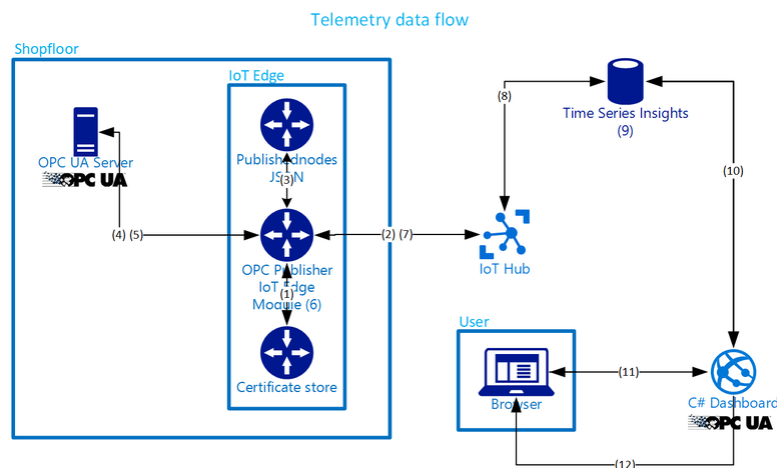 Telemetry data flow
Shopfloor
IoT Edge
(8)
Time Series Insights
(9)
OPC UA Server
OPC UA
Publishednodes
JSON
(3)
(10)
(4) (5)
(2) (7)
OPC Publisher
IoT Edge
Module (6)
(1)
IoT Hub
User
Certificate store
(11)
Browser
C# Dashboard
OPC UA
(12)